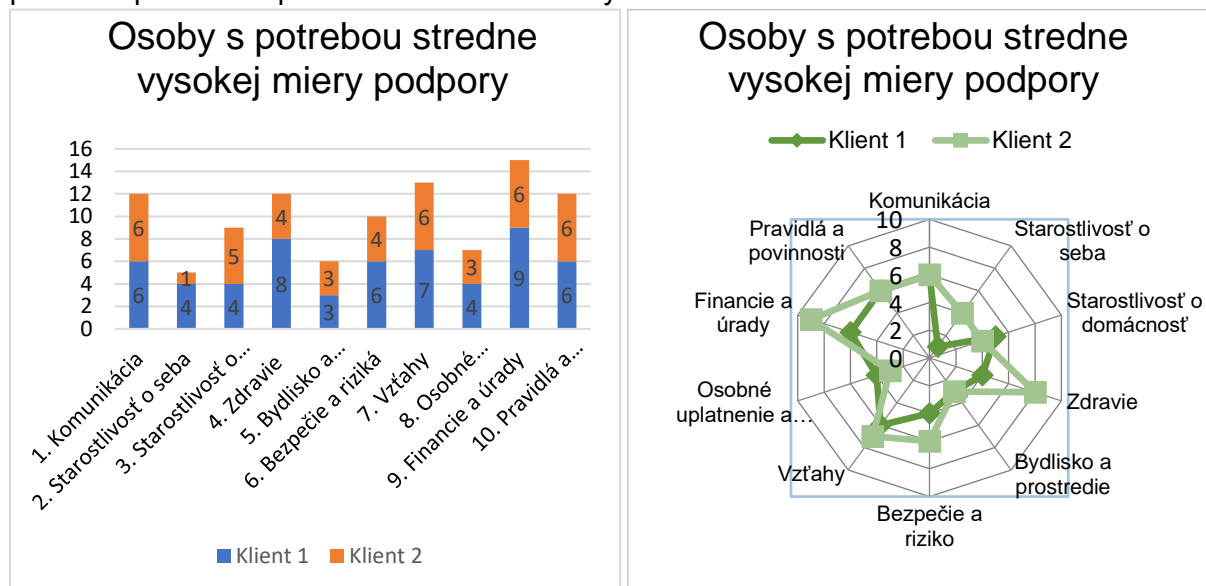 Osoby s potrebou stredne
vysokej miery podpory
16
14
12
10
8
6
4
2
0
6
1
5
4
3
4
6
3
6
6
6
4
4
8
3
6
7
4
9
6
1. Komunikácia
2. Starostlivosť o seba
3. Starostlivosť o…
4. Zdravie
5. Bydlisko a…
6. Bezpečie a riziká
7. Vzťahy
8. Osobné…
9. Financie a úrady
10. Pravidlá a…
Klient 1
Klient 2
Osoby s potrebou stredne
vysokej miery podpory
Klient 1
Klient 2
Komunikácia
Starostlivosť o
seba
Starostlivosť o
domácnosť
Zdravie
Bydlisko a
prostredie
Bezpečie a
riziko
Vzťahy
Osobné
uplatnenie a…
Financie a
úrady
Pravidlá a
povinnosti
10
8
6
4
2
0